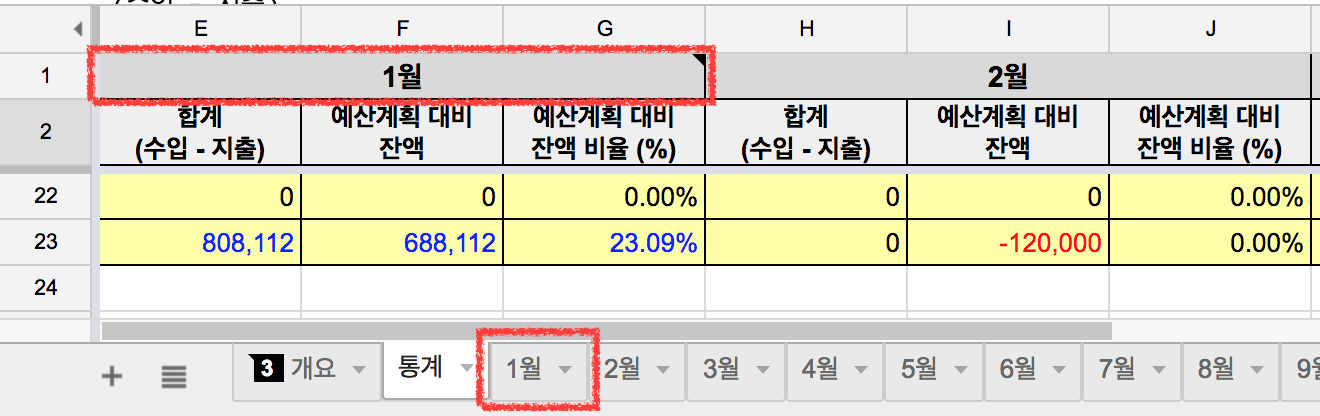 E F G H I J
1 1월 2월
2 합계 예산계획 대비 예산계획 대비 합계 예산계획 대비 예산계획 대비
(수입 - 지출) 잔액 잔액 비율 (%) (수입 - 지출) 잔액 잔액 비율 (%)
22 0 0 0.00% 0 0 0.00%
23 808,112 688,112 23.09% 0 -120,000 0.00%
24
3 개요 통계 1월 2월 3월 4월 5월 6월 7월 8월